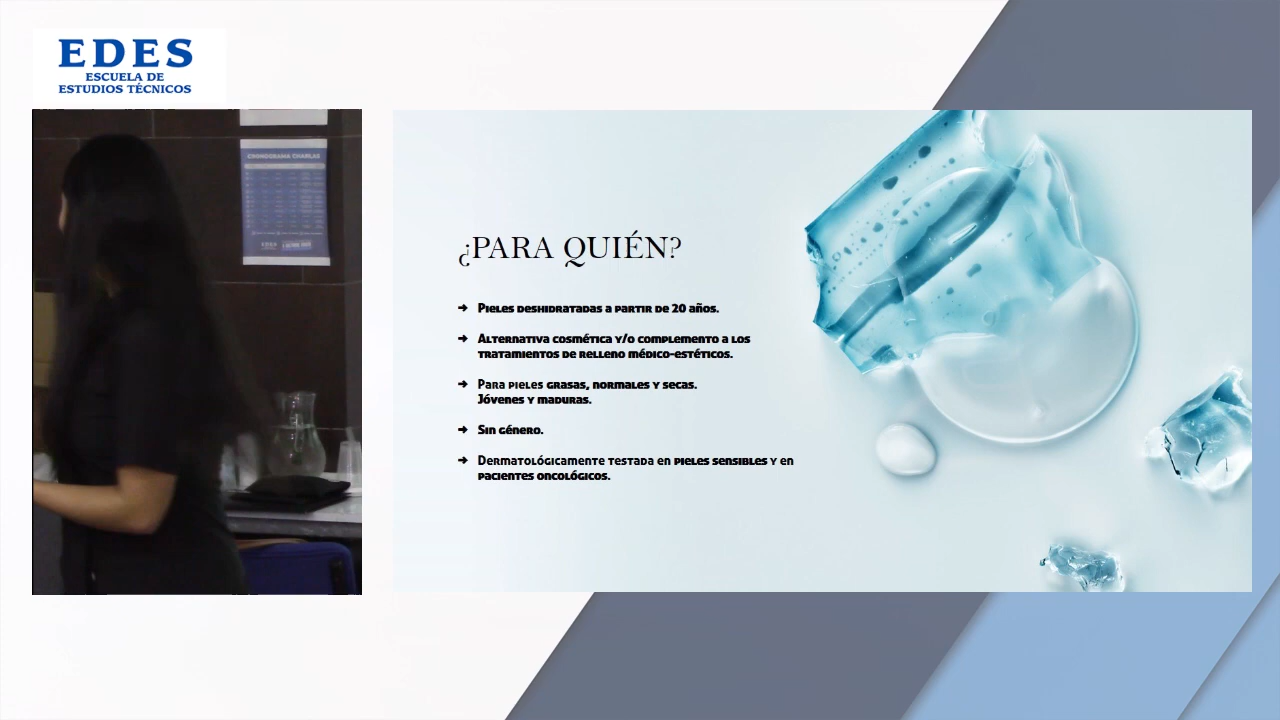 EDES
ESCUELA DE
ESTUDIOS TÉCNICOS
CRONOGRAMA CHARLAS
EDES
¿PARA QUIÉN?
→ Pieles deshidratadas a partir de 20 años.
→ Alternativa cosmética y/o complemento a los
tratamientos de relleno médico-estéticos.
→ Para pieles grasas, normales y secas.
Jóvenes y maduras.
→ Sin género.
→ Dermatológicamente testada en pieles sensibles y en
pacientes oncológicos.